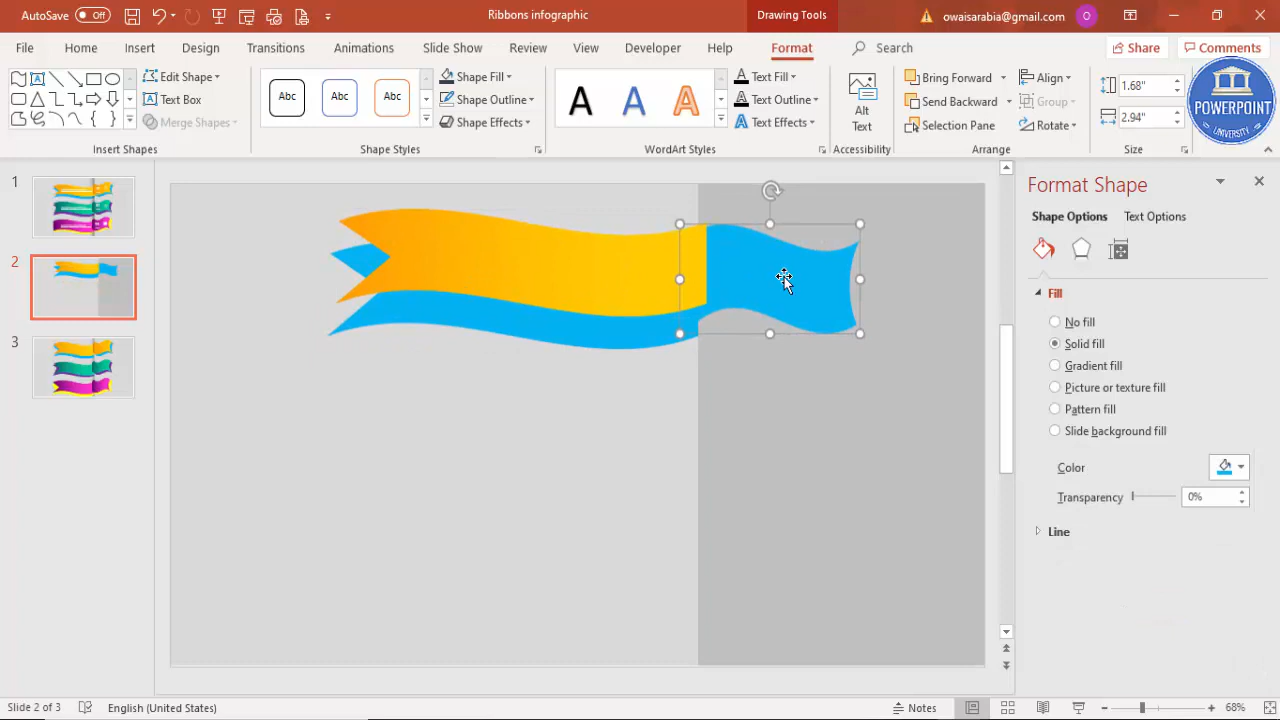 AutoSave Off Ribbons infographic Drawing Tools owaisarabia@gmail.com O
File Home Insert Design Transitions Animations Slide Show Review View Developer Help Format Search Share Comments
Edit Shape Text Box Merge Shapes
Insert Shapes
Abc Abc Abc
Shape Fill Shape Outline Shape Effects
Shape Styles
A A A
Text Fill Text Outline Text Effects
WordArt Styles
Alt
Text
Accessibility
Bring Forward Send Backward Selection Pane
Align Group Rotate
Arrange
1.68"
2.94"
Size
POWERPOINT
UNIVERSITY
1
2
3
Format Shape
Shape Options Text Options
Fill
No fill
Solid fill
Gradient fill
Picture or texture fill
Pattern fill
Slide background fill
Color
Transparency 0%
Line
Slide 2 of 3 English (United States) Notes 68%